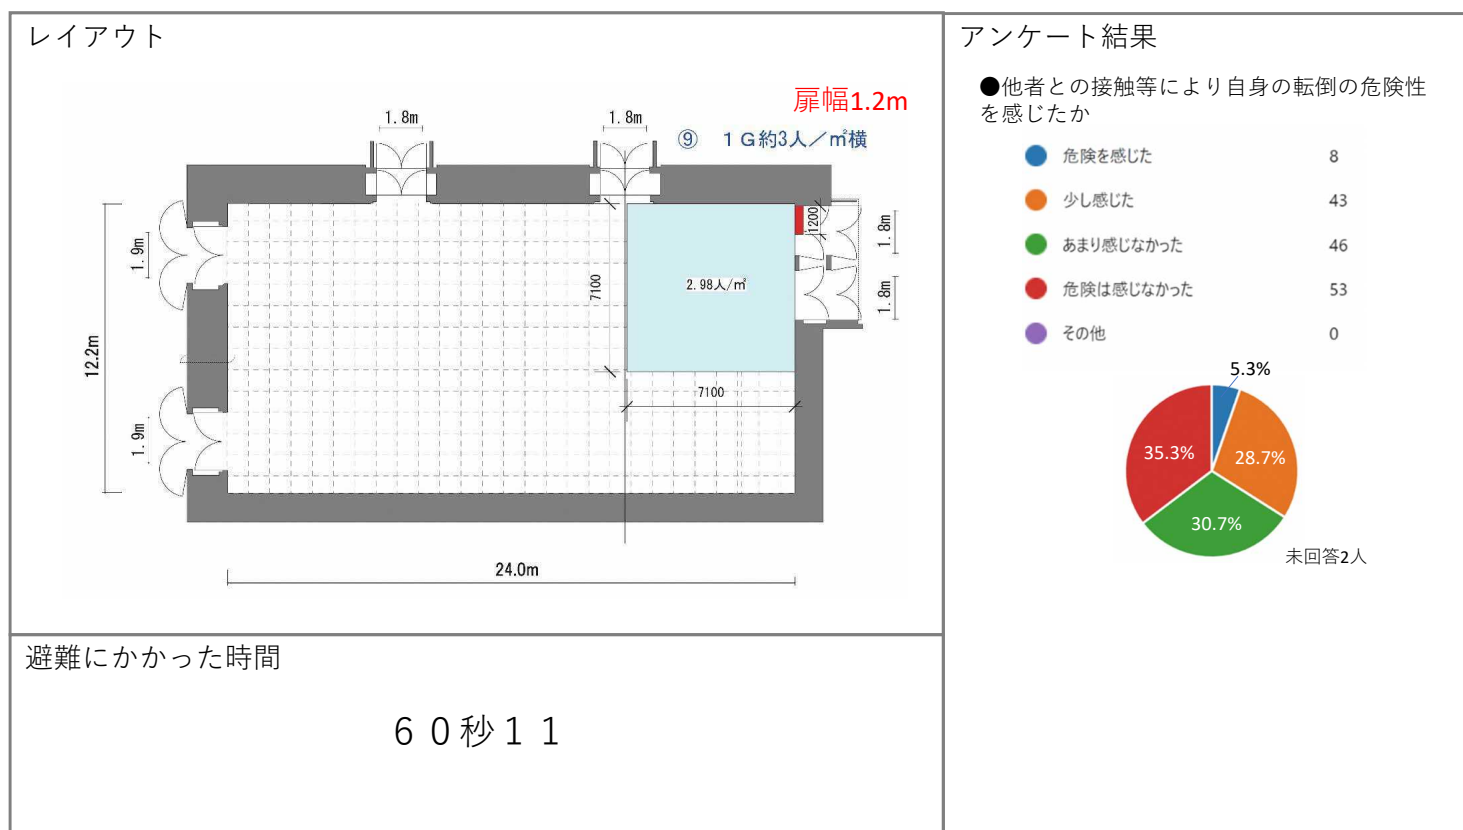 レイアウト
扉幅1.2m
1.8m
1.8m
⑨ １Ｇ約3人／㎡横
1200
1.8m
1.9m
7100
2.98人/㎡
1.8m
12.2m
7100
1.9m
24.0m
避難にかかった時間
６０秒１１
アンケート結果
●他者との接触等により自身の転倒の危険性
を感じたか
危険を感じた 8
少し感じた 43
あまり感じなかった 46
危険は感じなかった 53
その他 0
5.3%
35.3%
28.7%
30.7%
未回答2人